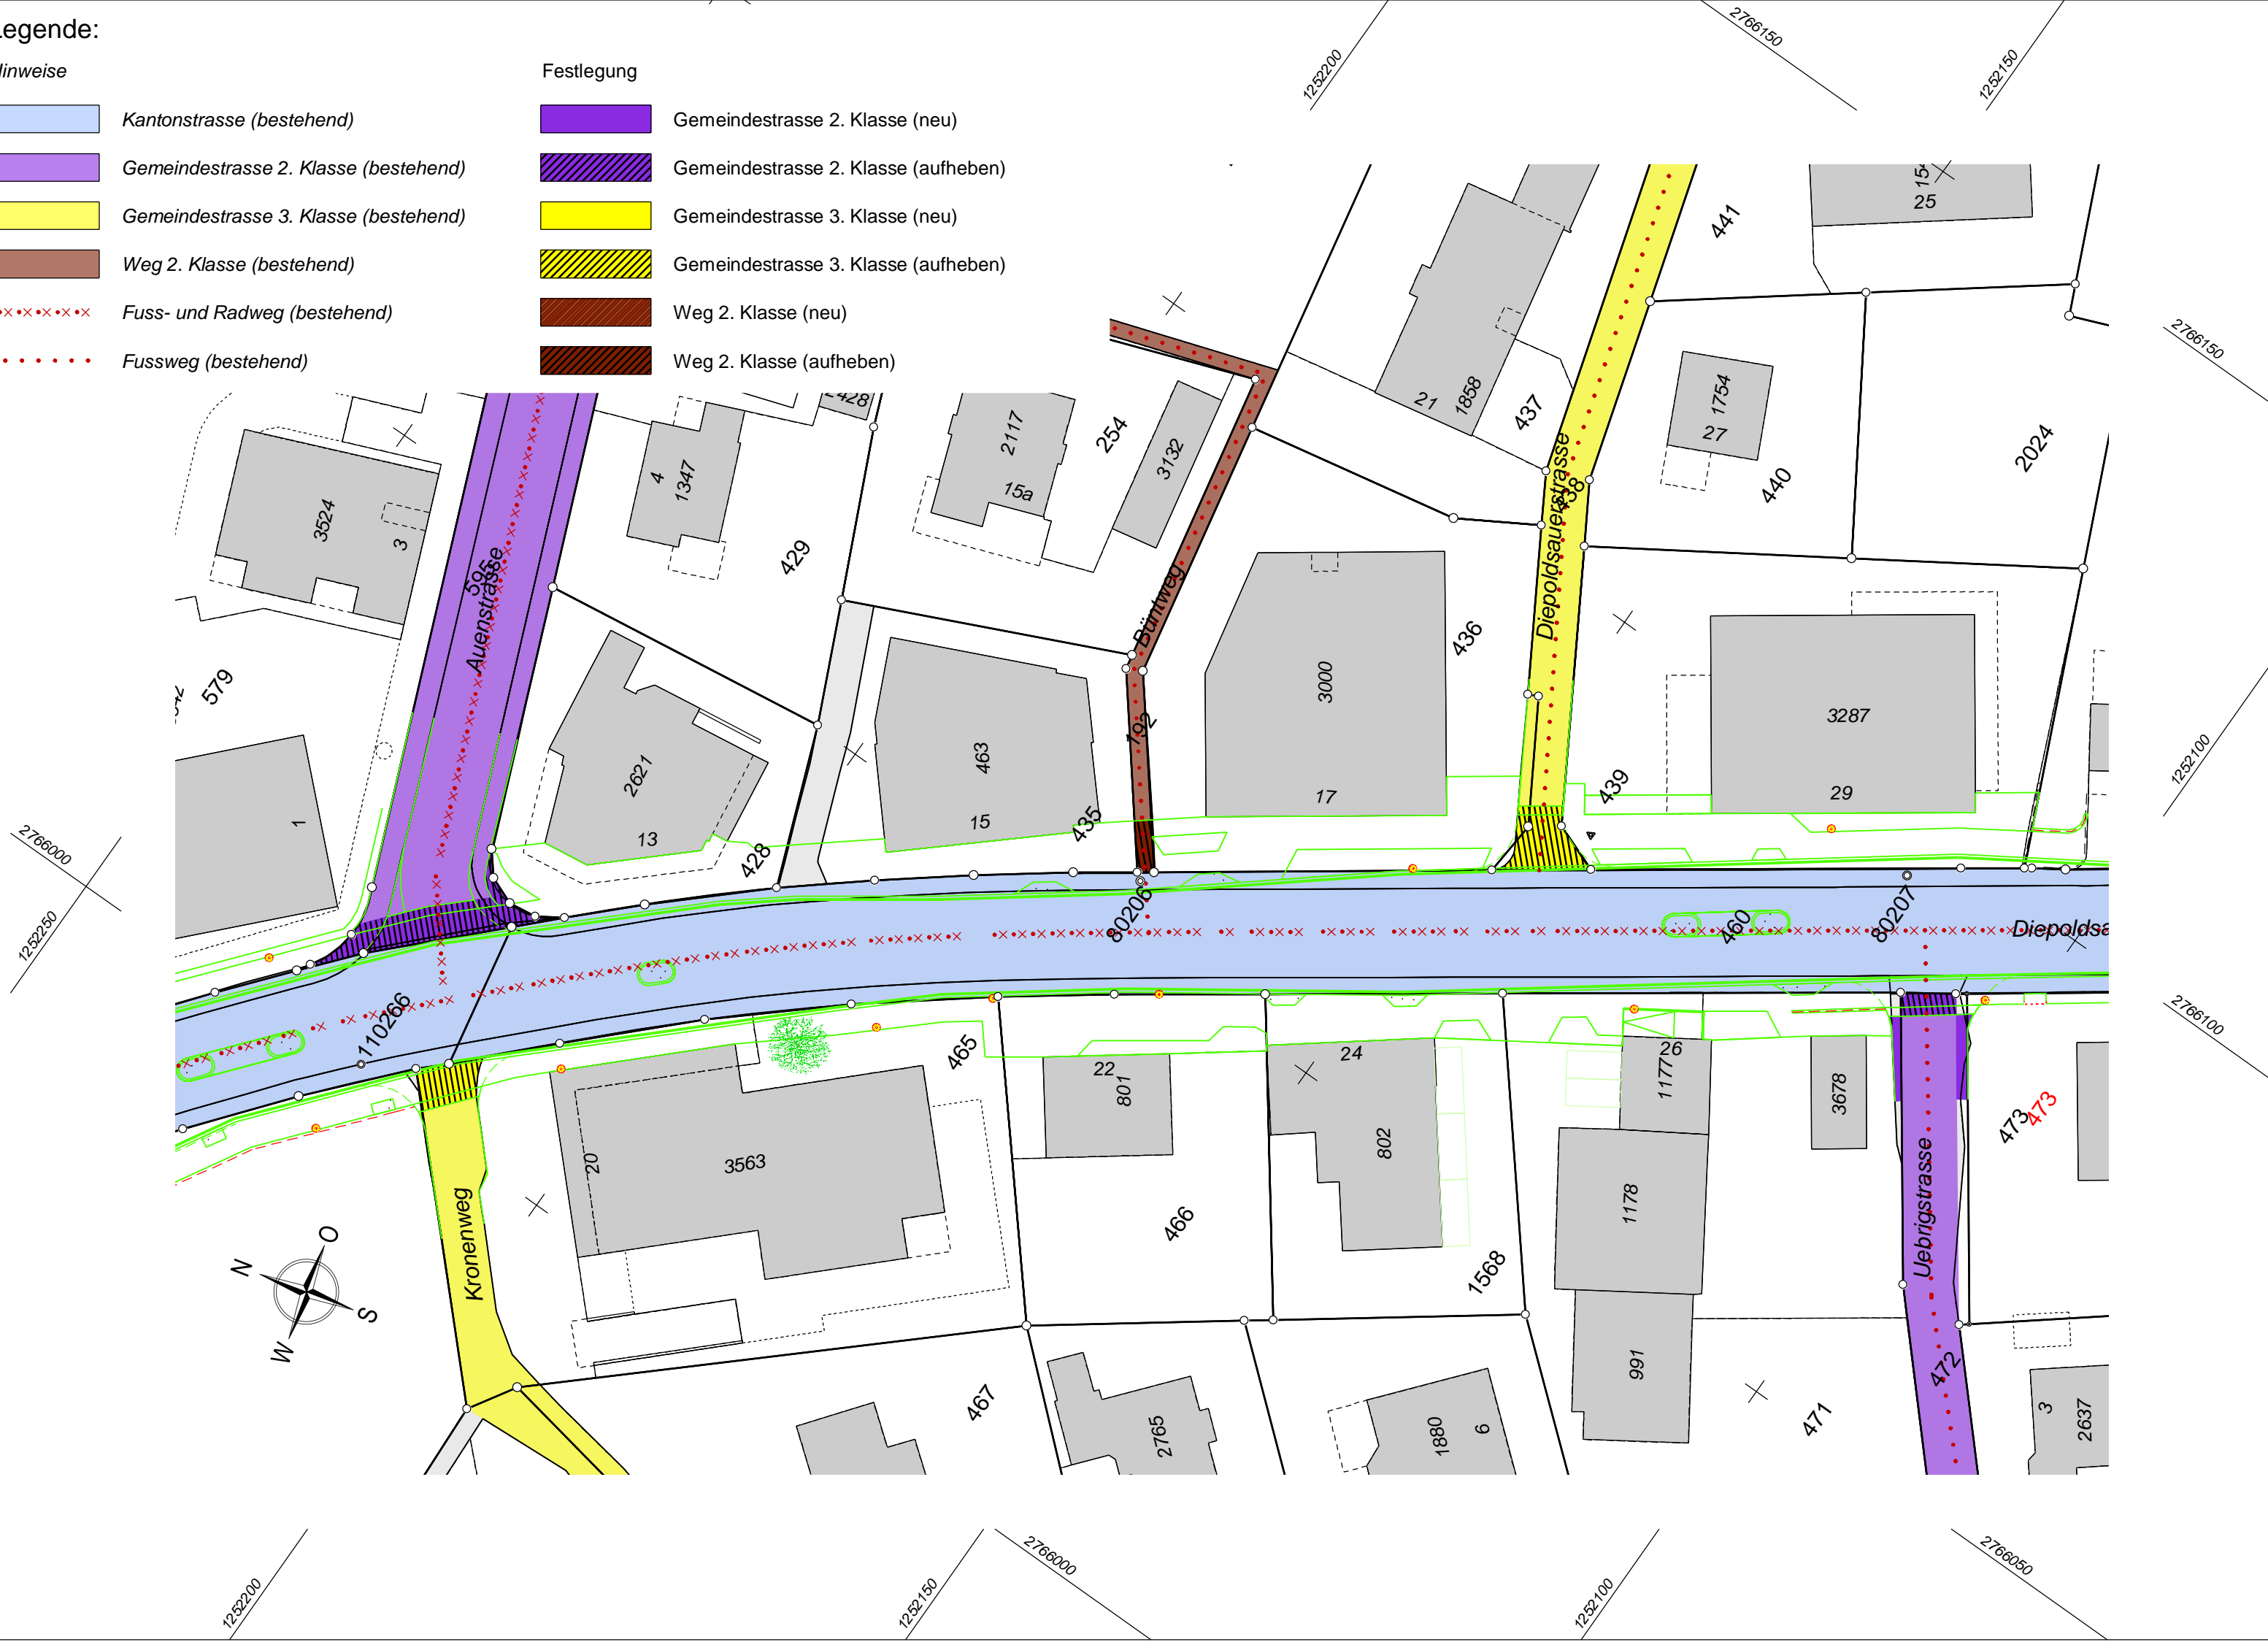 egende:
inweise
Festlegung
Kantonstrasse (bestehend)
Gemeindestrasse 2. Klasse (neu)
Gemeindestrasse 2. Klasse (bestehend)
Gemeindestrasse 2. Klasse (aufheben)
Gemeindestrasse 3. Klasse (bestehend)
Gemeindestrasse 3. Klasse (neu)
Weg 2. Klasse (bestehend)
Gemeindestrasse 3. Klasse (aufheben)
Fuss- und Radweg (bestehend)
Weg 2. Klasse (neu)
Fussweg (bestehend)
Weg 2. Klasse (aufheben)
1252200
2766150
1252150
2766150
1252100
2766100
2766000
1252250
441
25
2428
2117
15a
254
3132
21
1858
437
1754
27
440
2024
4
1347
3524
3
429
595
Auenstrasse
579
Büntweg
Diepoldsauerstrasse
438
436
3000
17
3287
29
439
192
463
15
435
2621
13
428
1
80206
460
80207
Diepoldsa
110266
465
22
801
24
802
26
1177
3678
473
473
20
3563
466
1568
1178
Uebrigstrasse
Kronenweg
N
O
S
W
467
2765
1880
6
991
471
472
3
2637
1252200
1252150
2766000
1252100
2766050